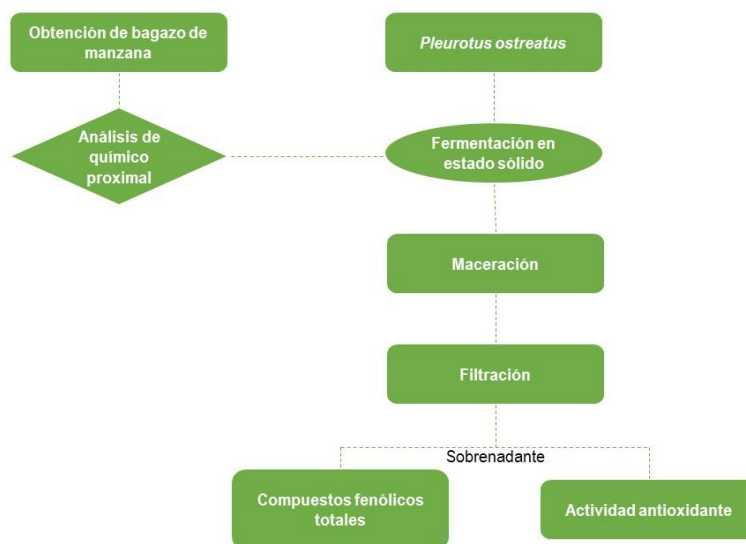 Obtención de bagazo de
manzana
Pleurotus ostreatus
Análisis de
químico
proximal
Fermentación en
estado sólido
Maceración
Filtración
Sobrenadante
Compuestos fenólicos
totales
Actividad antioxidante